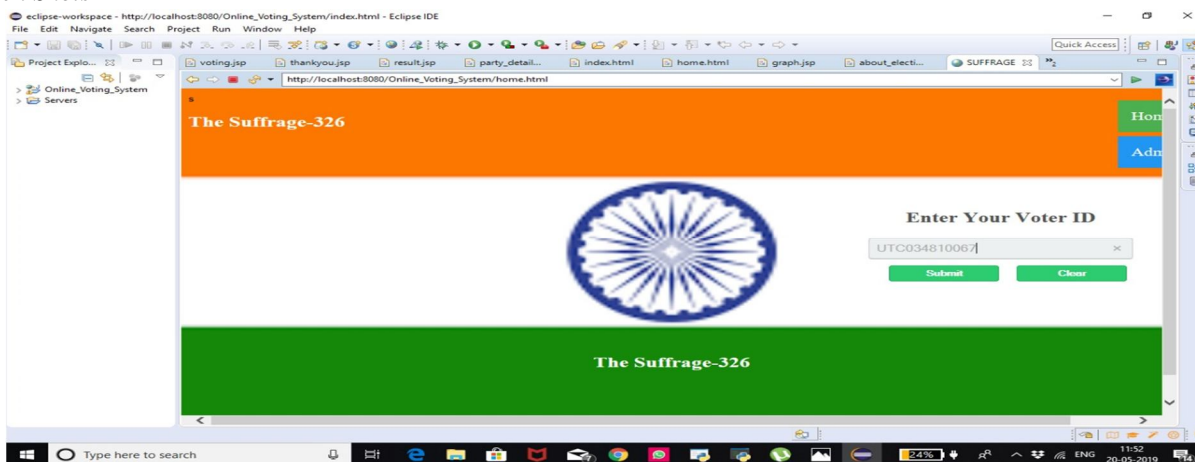 eclipse-workspace - http://localhost:8080/Online_Voting_System/index.html - Eclipse IDE
File Edit Navigate Search Project Run Window Help
Quick Access
Project Explo...
voting.jsp thankyou.jsp result.jsp party_detail... index.html home.html graph.jsp about_electi... SUFFRAGE
http://localhost:8080/Online_Voting_System/home.html
Online_Voting_System
Servers
s
The Suffrage-326
Hom
Adm
Enter Your Voter ID
UTC034810067
Submit Clear
The Suffrage-326
Type here to search
24%
ENG
11:52
20-05-2019